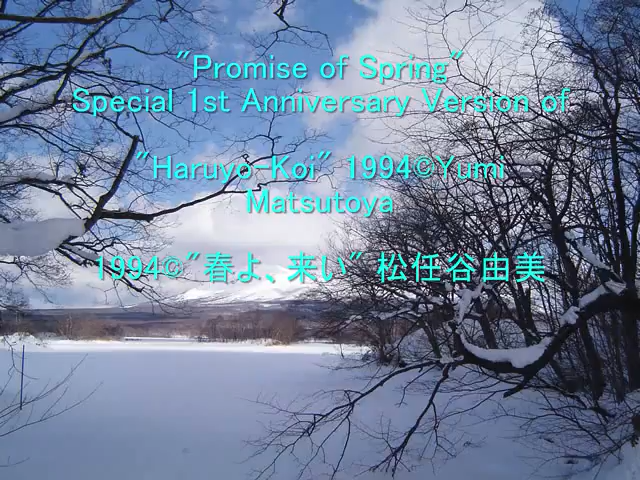 "Promise of Spring"
Special 1st Anniversary Version of
"Haruyo-Koi" 1994©Yumi
Matsutoya
1994©"春よ、来い" 松任谷由美